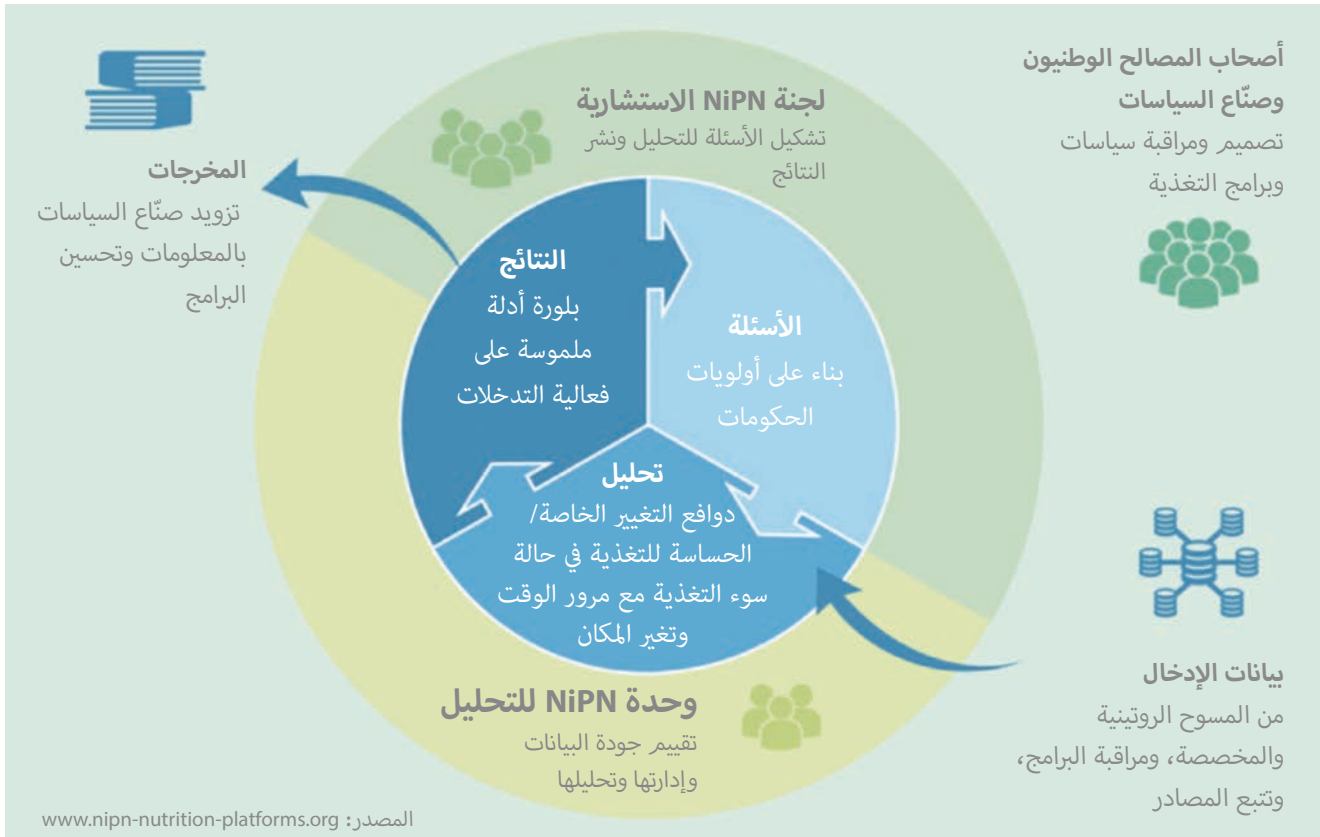 أصحاب المصالح الوطنيون
وصنّاع السياسات
تصميم ومراقبة سياسات
وبرامج التغذية
لجنة NiPN الاستشارية
تشكيل الأسئلة للتحليل ونشر
النتائج
المخرجات
تزويد صنّاع السياسات
بالمعلومات وتحسين
البرامج
الأسئلة
بناء على أولويات
الحكومات
النتائج
بلورة أدلة
ملموسة على
فعالية التدخلات
تحليل
دوافع التغيير الخاصة/
الحساسة للتغذية في حالة
سوء التغذية مع مرور الوقت
وتغير المكان
بيانات الإدخال
من المسوح الروتينية
والمخصصة، ومراقبة البرامج،
وتتبع المصادر
وحدة NiPN للتحليل
تقييم جودة البيانات
وإدارتها وتحليلها
المصدر: www.nipn-nutrition-platforms.org